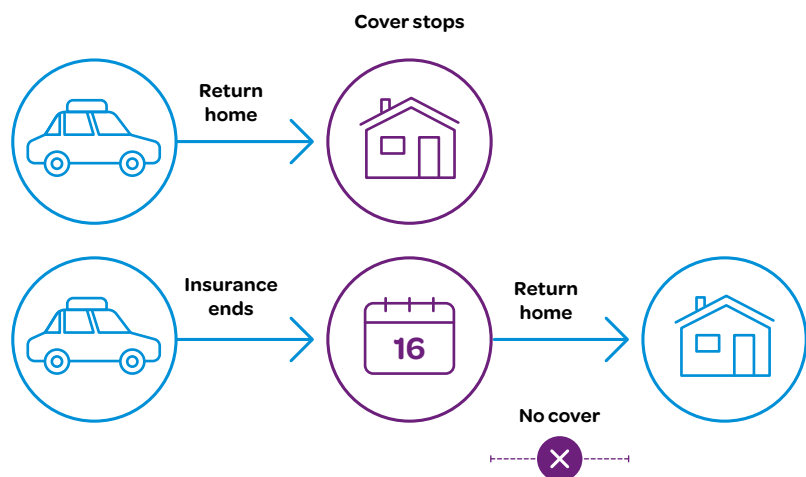 Cover stops
Return
home
Insurance
ends
16
Return
home
No cover